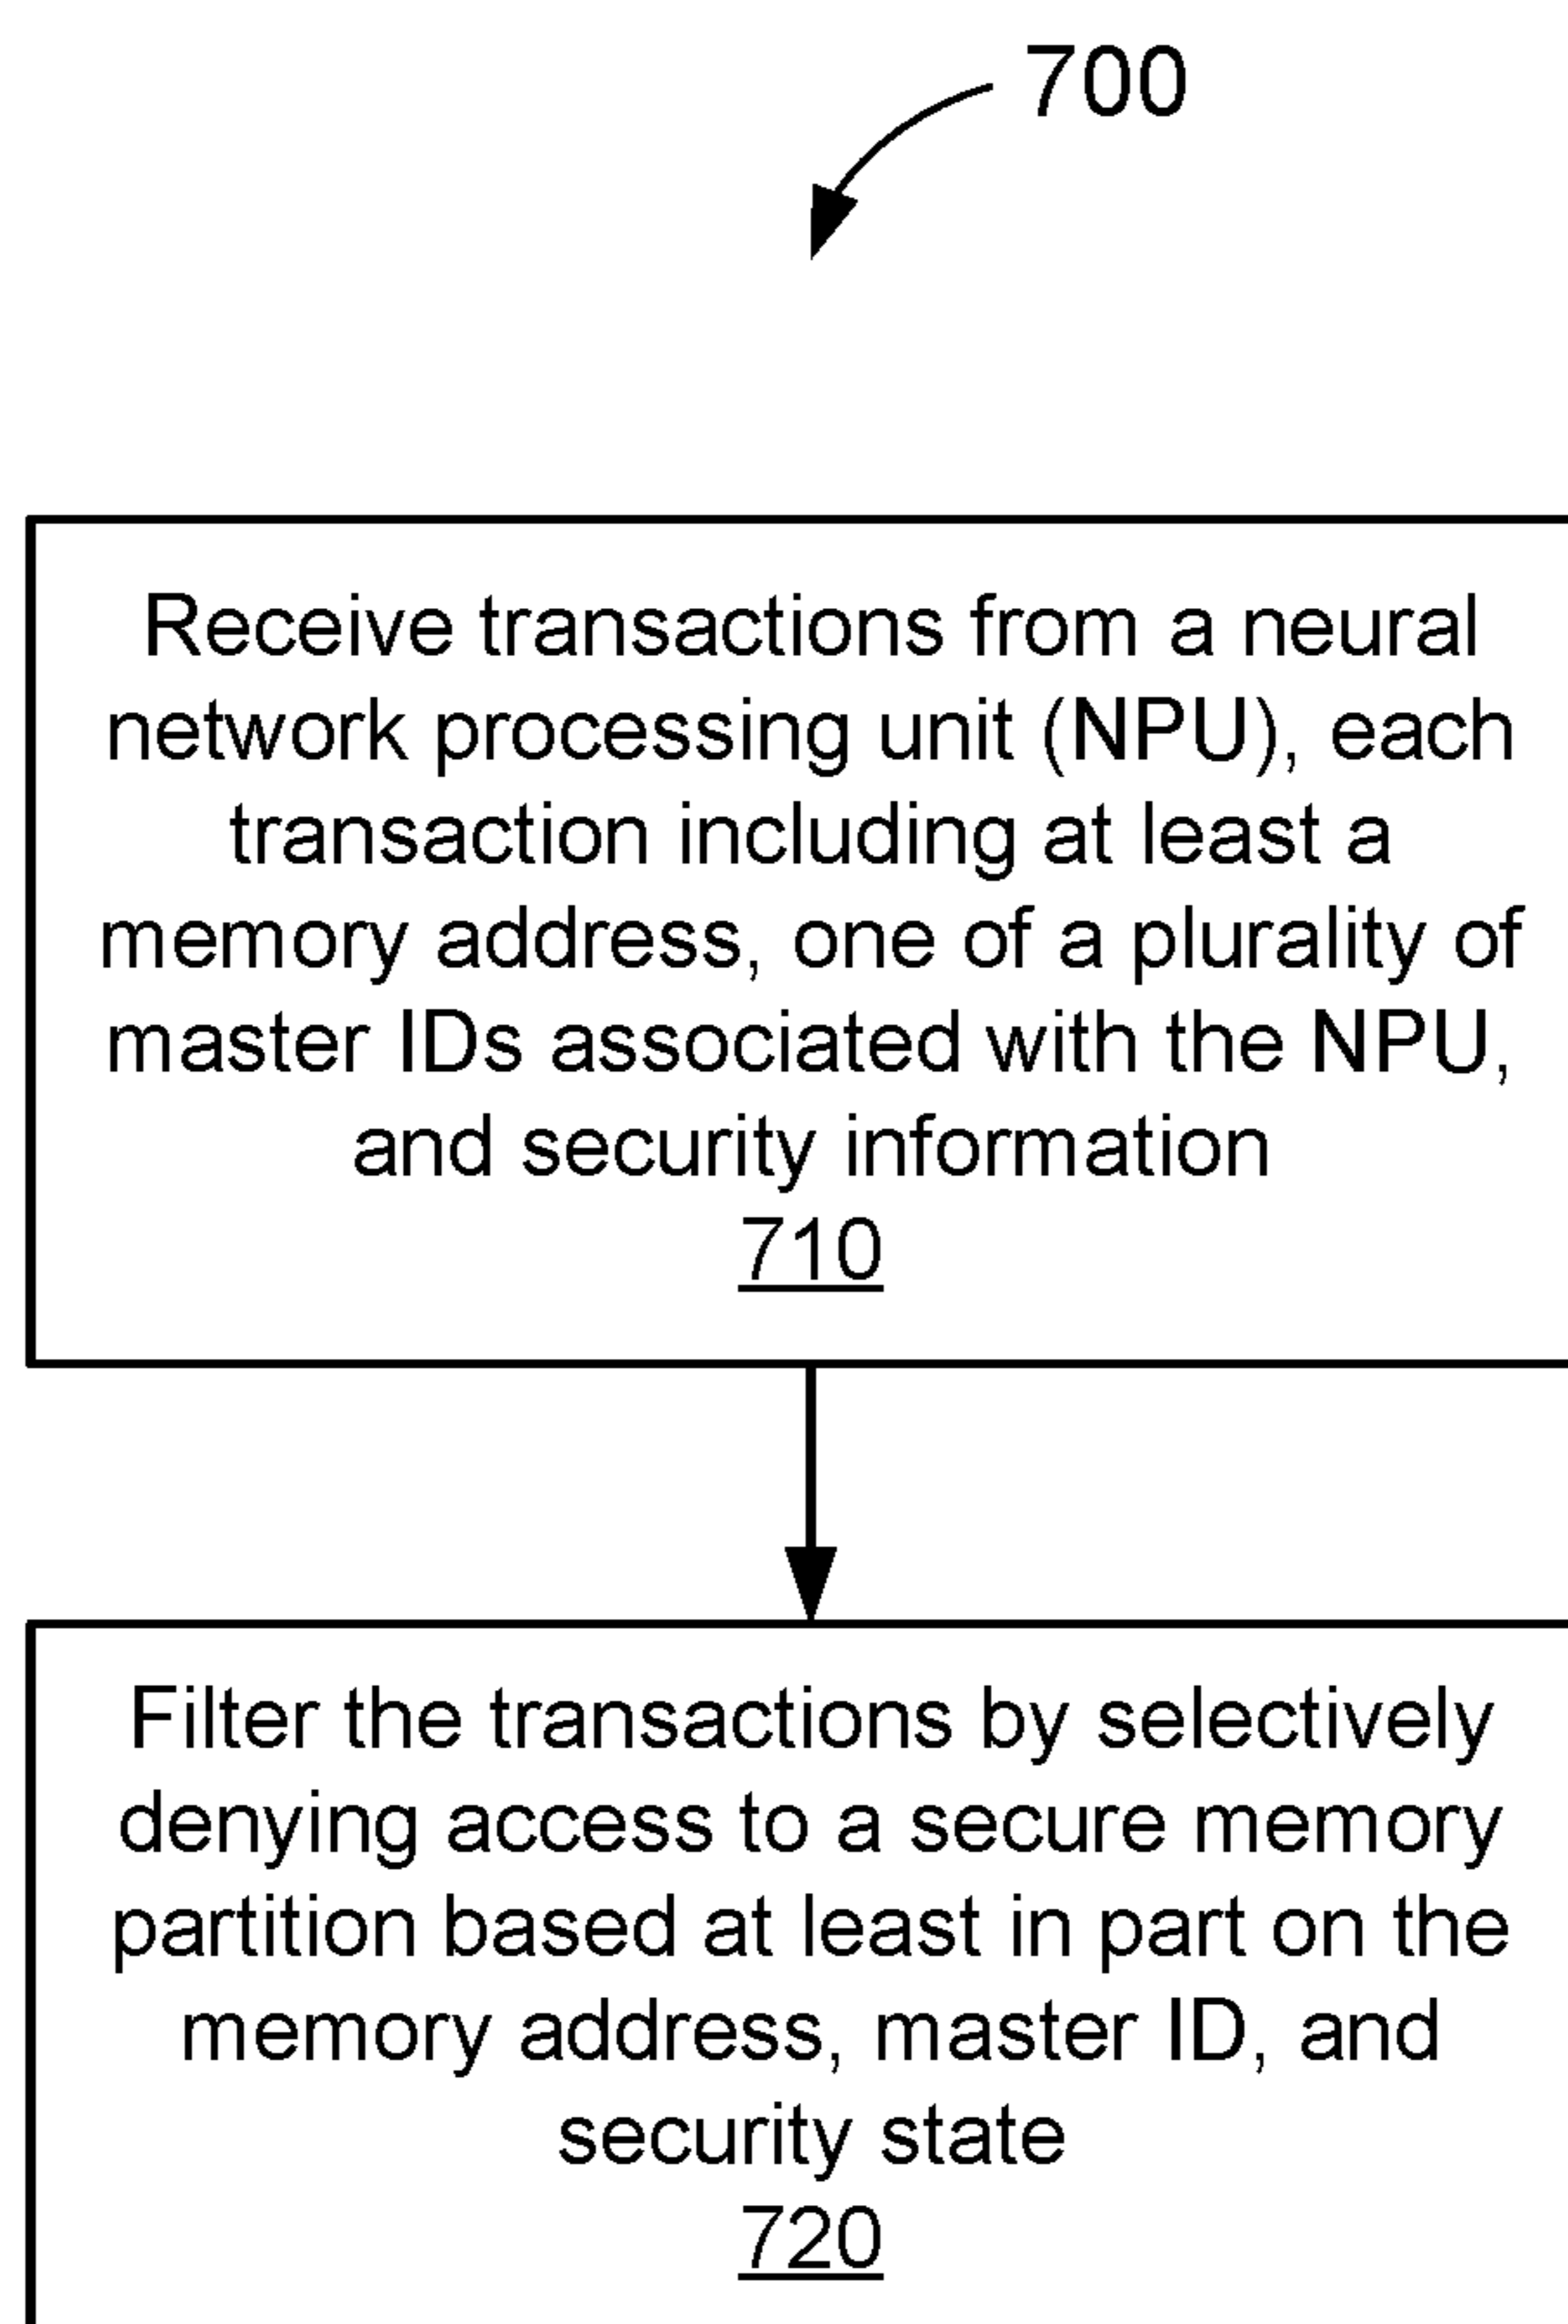 700
Receive transactions from a neural
network processing unit (NPU), each
transaction including at least a
memory address, one of a plurality of
master IDs associated with the NPU,
and security information
710
Filter the transactions by selectively
denying access to a secure memory
partition based at least in part on the
memory address, master ID, and
security state
720